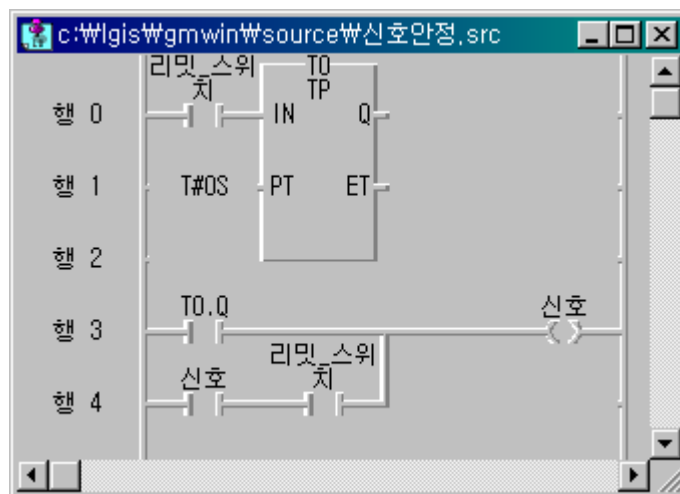 c:₩lgis₩gmwin₩source₩신호안정.src
리밋_스위치 T0
TP
행 0 IN Q
행 1 T#0S PT ET
행 2
T0.Q 신호
행 3
신호 리밋_스위치
행 4